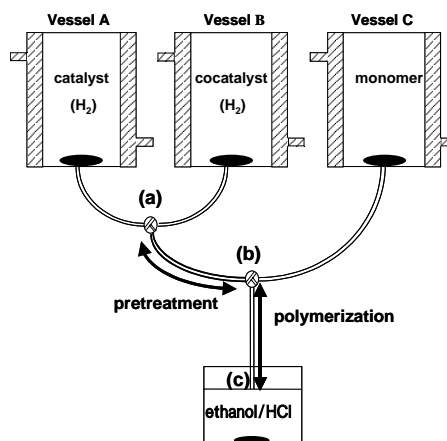 Vessel A
Vessel B
Vessel C
catalyst
(H2)
cocatalyst
(H2)
monomer
(a)
(b)
pretreatment
polymerization
(c)
ethanol/HCl